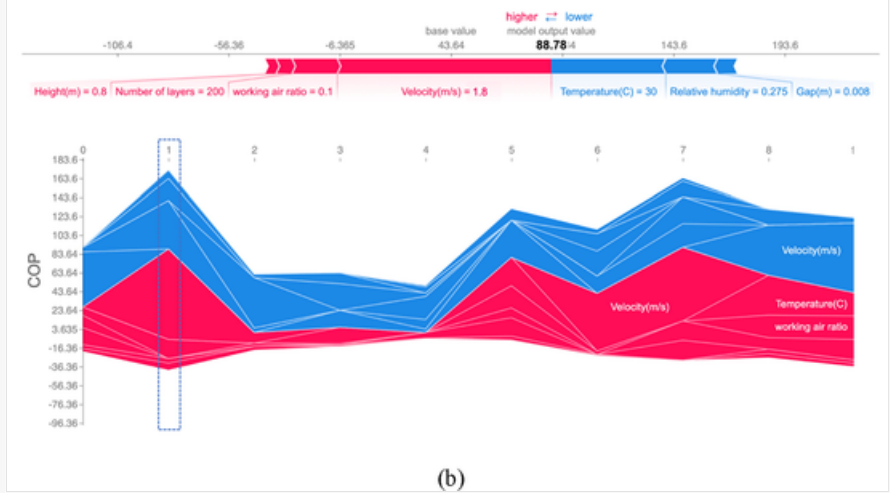 higher ⇄ lower
base value model output value
-106.4 -56.36 -6.365 43.64 88.78 4 143.6 193.6
Height(m) = 0.8 Number of layers = 200 working air ratio = 0.1 Velocity(m/s) = 1.8 Temperature(C) = 30 Relative humidity = 0.275 Gap(m) = 0.008
0 1 2 3 4 5 6 7 8
183.6
163.6
143.6
123.6
103.6
83.64
63.64
43.64
23.64
3.635
-16.36
-36.36
-56.36
-76.36
-96.36
COP
Velocity(m/s)
Velocity(m/s)
Temperature(C)
working air ratio
(b)